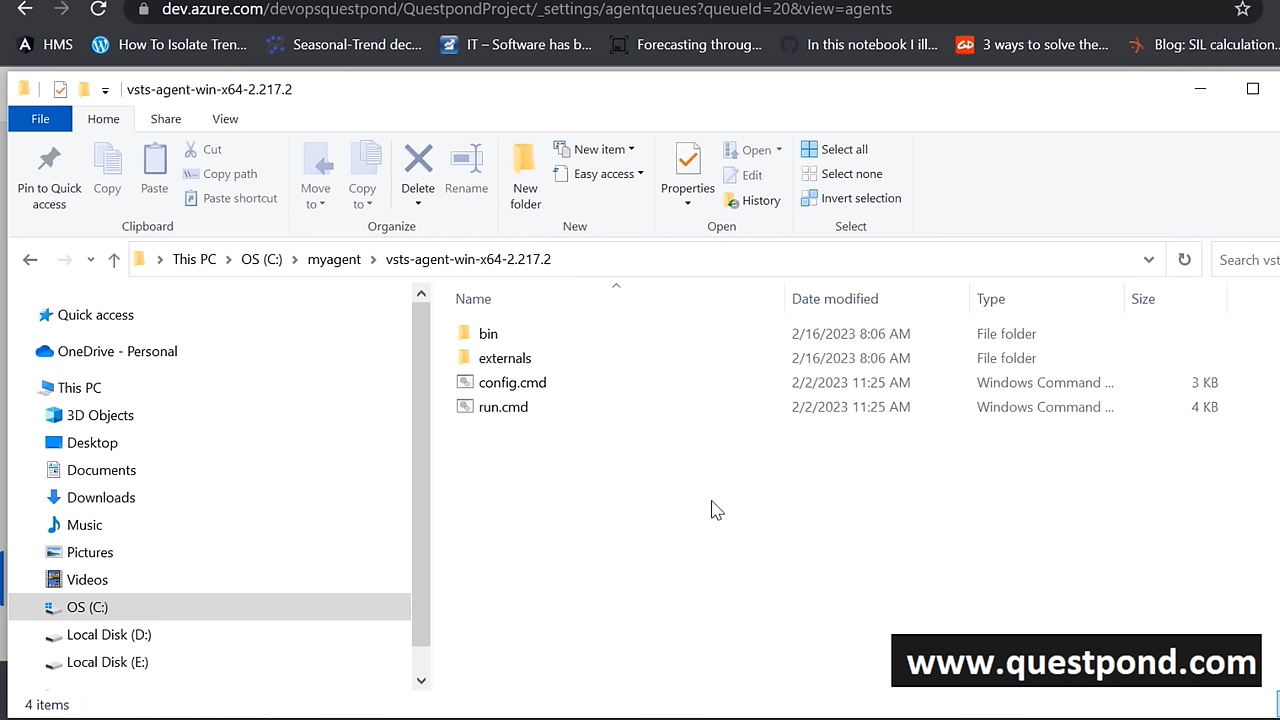 dev.azure.com/devopsquestpond/QuestpondProject/_settings/agentqueues?queueId=20&view=agents
HMS How To Isolate Tren... Seasonal-Trend dec... IT – Software has b... Forecasting throug... In this notebook I ill... 3 ways to solve the... Blog: SIL calculation...
vsts-agent-win-x64-2.217.2
File Home Share View
Pin to Quick access
Copy
Paste
Cut
Copy path
Paste shortcut
Clipboard
Move to
Copy to
Delete
Rename
Organize
New folder
New item
Easy access
New
Properties
Open
Edit
History
Open
Select all
Select none
Invert selection
Select
This PC > OS (C:) > myagent > vsts-agent-win-x64-2.217.2
Search vst
Quick access
OneDrive - Personal
This PC
3D Objects
Desktop
Documents
Downloads
Music
Pictures
Videos
OS (C:)
Local Disk (D:)
Local Disk (E:)
Name Date modified Type Size
bin 2/16/2023 8:06 AM File folder
externals 2/16/2023 8:06 AM File folder
config.cmd 2/2/2023 11:25 AM Windows Command ... 3 KB
run.cmd 2/2/2023 11:25 AM Windows Command ... 4 KB
www.questpond.com
4 items